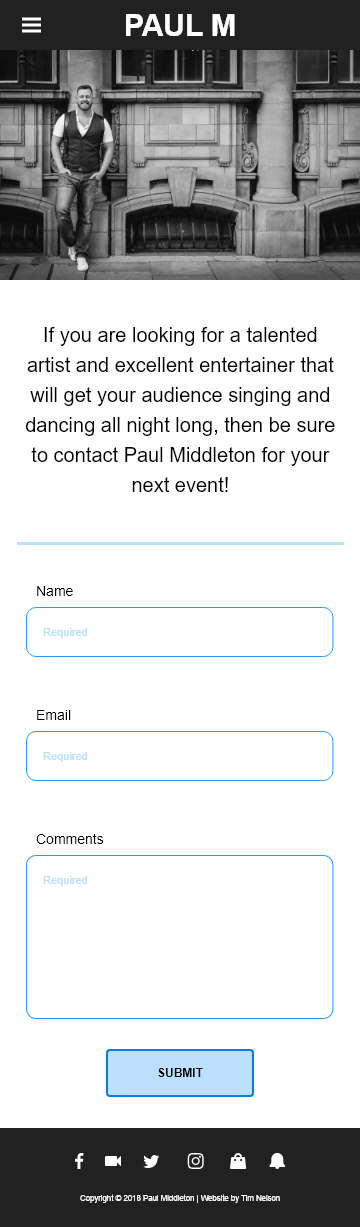 PAUL M
If you are looking for a talented
artist and excellent entertainer that
will get your audience singing and
dancing all night long, then be sure
to contact Paul Middleton for your
next event!
Name
Required
Email
Required
Comments
Required
SUBMIT
Copyright © 2018 Paul Middleton | Website by Tim Nelson